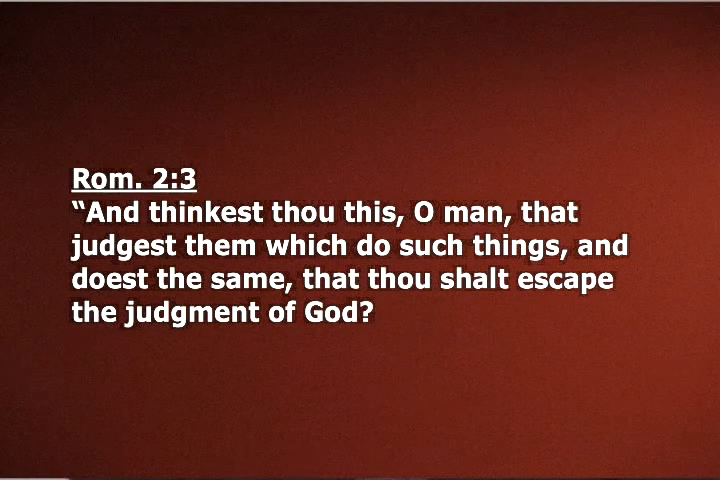 Rom. 2:3
“And thinkest thou this, O man, that
judgest them which do such things, and
doest the same, that thou shalt escape
the judgment of God?